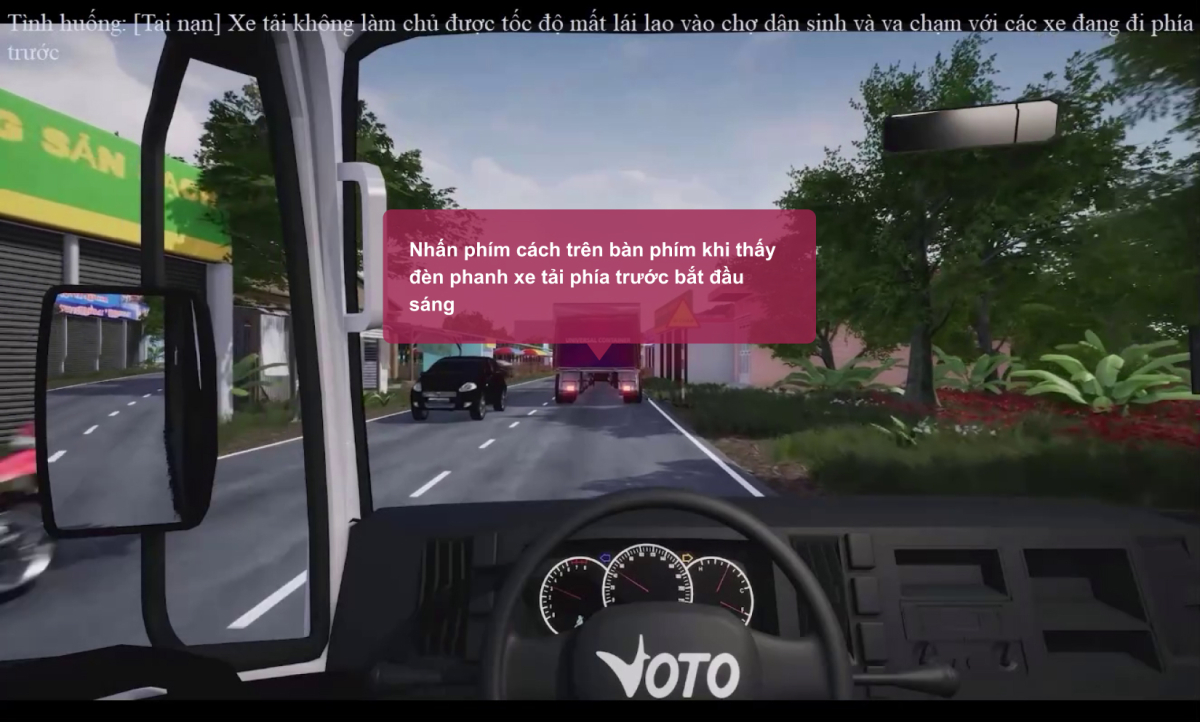 Tình huống: [Tai nạn] Xe tải không làm chủ được tốc độ mất lái lao vào chợ dân sinh và va chạm với các xe đang đi phía
trước
G SẢN
Nhấn phím cách trên bàn phím khi thấy
đèn phanh xe tải phía trước bắt đầu
sáng
VOTO